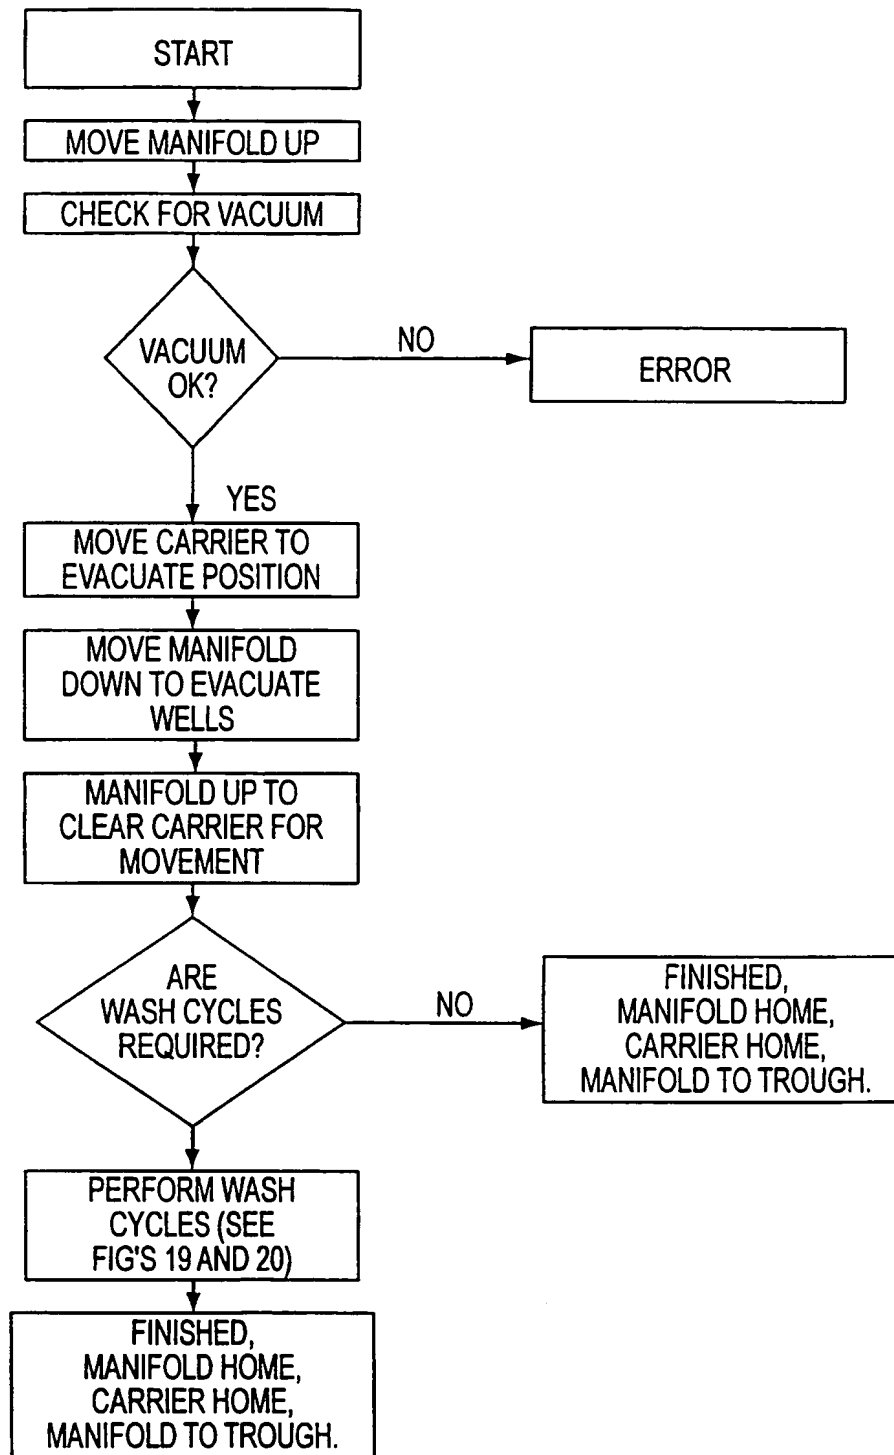 START
MOVE MANIFOLD UP
CHECK FOR VACUUM
VACUUM
OK?
NO
ERROR
YES
MOVE CARRIER TO
EVACUATE POSITION
MOVE MANIFOLD
DOWN TO EVACUATE
WELLS
MANIFOLD UP TO
CLEAR CARRIER FOR
MOVEMENT
ARE
WASH CYCLES
REQUIRED?
NO
FINISHED,
MANIFOLD HOME,
CARRIER HOME,
MANIFOLD TO TROUGH.
PERFORM WASH
CYCLES (SEE
FIG'S 19 AND 20)
FINISHED,
MANIFOLD HOME,
CARRIER HOME,
MANIFOLD TO TROUGH.